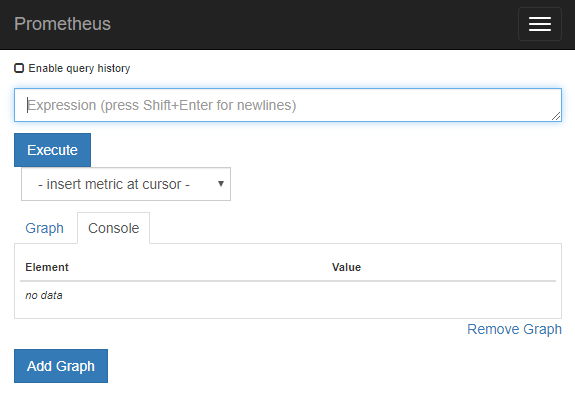 Prometheus
Enable query history
Expression (press Shift+Enter for newlines)
Execute
- insert metric at cursor -
Graph Console
Element Value
no data
Remove Graph
Add Graph